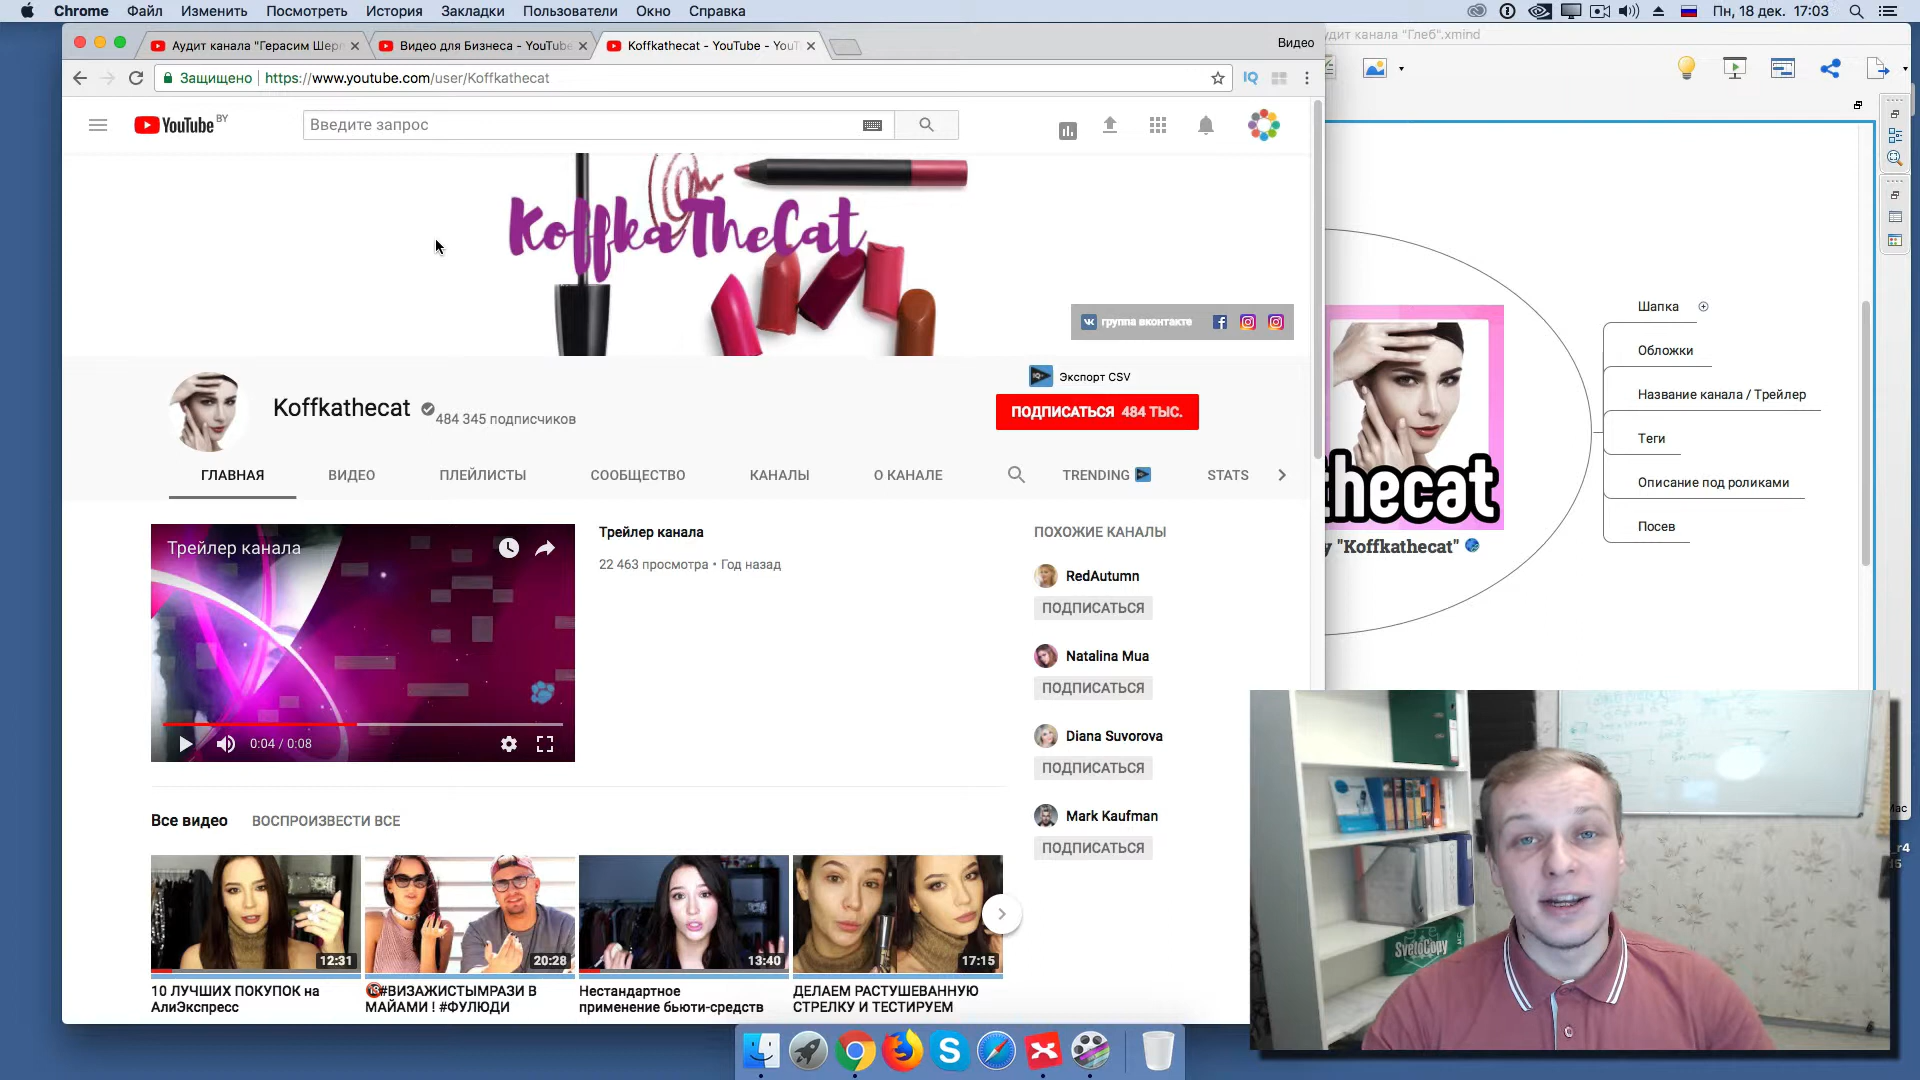 Chrome Файл Изменить Посмотреть История Закладки Пользователи Окно Справка
Пн, 18 дек. 17:03
Аудит канала "Герасим Шерл
Видео для Бизнеса - YouTube
Koffkathecat - YouTube - YouT
Видео
аудит канала "Глеб".xmind
Защищено
https://www.youtube.com/user/Koffkathecat
IQ
YouTube BY
Введите запрос
KoffkaTheCat
группа вконтакте
Экспорт CSV
Koffkathecat
484 345 подписчиков
ПОДПИСАТЬСЯ 484 ТЫС.
ГЛАВНАЯ
ВИДЕО
ПЛЕЙЛИСТЫ
СООБЩЕСТВО
КАНАЛЫ
О КАНАЛЕ
TRENDING
STATS
Трейлер канала
0:04 / 0:08
Трейлер канала
22 463 просмотра • Год назад
ПОХОЖИЕ КАНАЛЫ
RedAutumn
ПОДПИСАТЬСЯ
Natalina Mua
ПОДПИСАТЬСЯ
Diana Suvorova
ПОДПИСАТЬСЯ
Mark Kaufman
ПОДПИСАТЬСЯ
Все видео
ВОСПРОИЗВЕСТИ ВСЕ
12:31
20:28
13:40
17:15
10 ЛУЧШИХ ПОКУПОК на
АлиЭкспресс
#ВИЗАЖИСТЫМРАЗИ В
МАЙАМИ ! #ФУЛЮДИ
Нестандартное
применение бьюти-средств
ДЕЛАЕМ РАСТУШЕВАННУЮ
СТРЕЛКУ И ТЕСТИРУЕМ
thecat
y "Koffkathecat"
Шапка
Обложки
Название канала / Трейлер
Теги
Описание под роликами
Посев
SvetoCopy